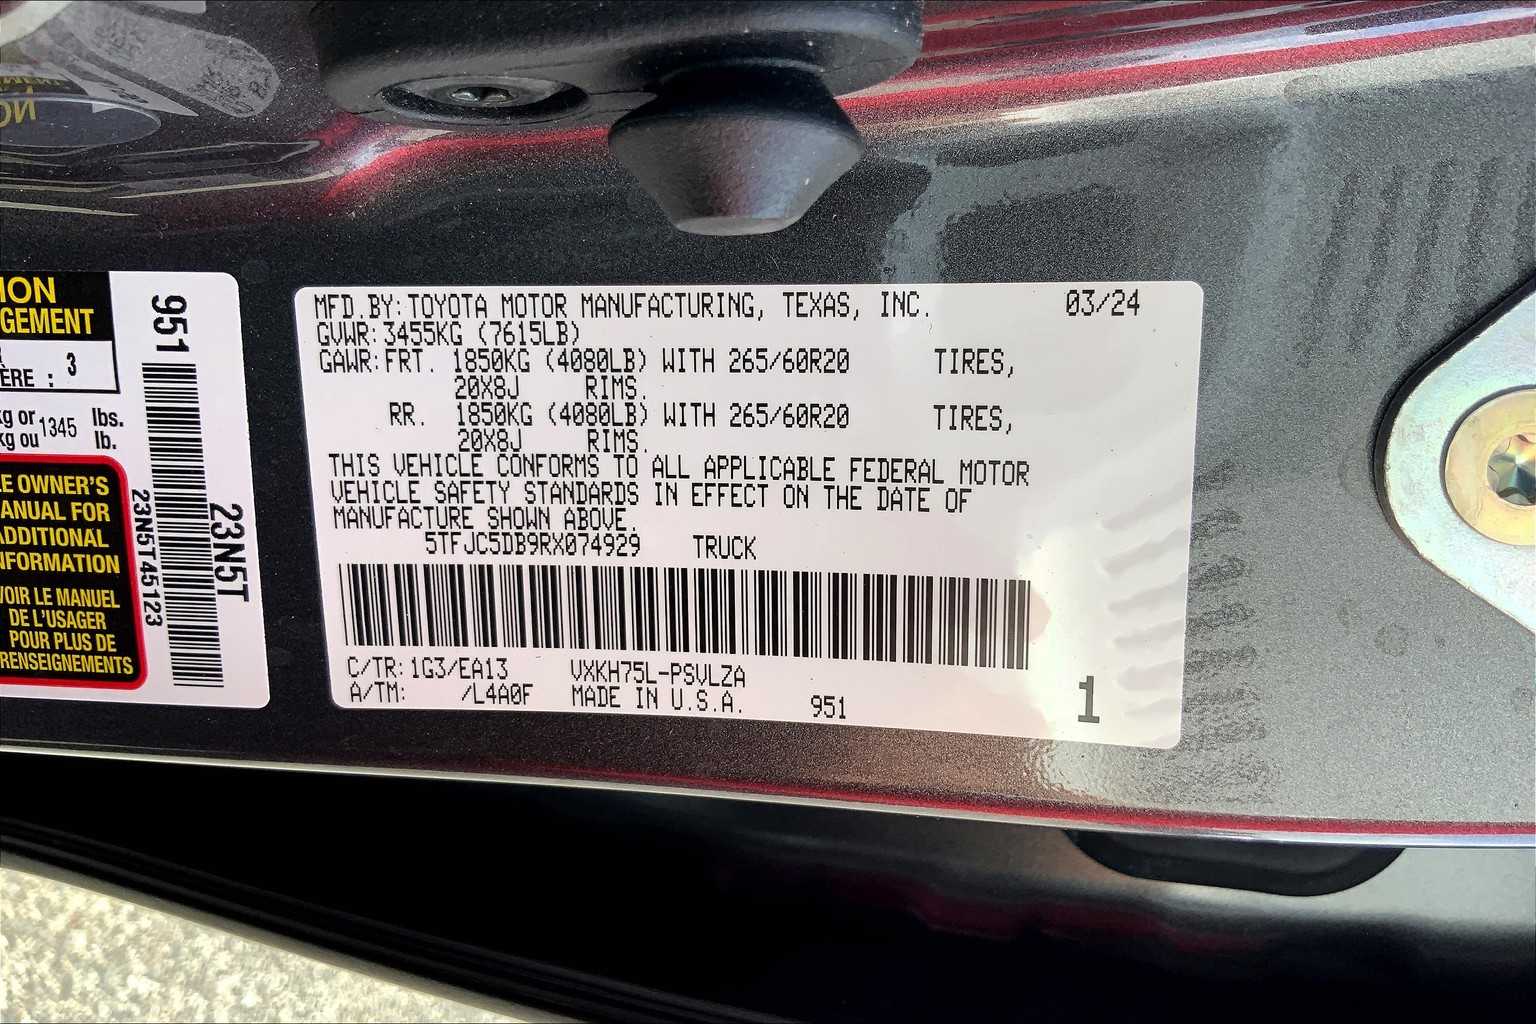 ION
GEMENT
ÈRE : 3
kg or 1345 lbs.
kg ou lb.
LE OWNER'S
ANUAL FOR
ADDITIONAL
NFORMATION
VOIR LE MANUEL
DE L'USAGER
POUR PLUS DE
RENSEIGNEMENTS
951
23N5T45123
23N5T
MFD.BY: TOYOTA MOTOR MANUFACTURING, TEXAS, INC. 03/24
GVWR: 3455KG (7615LB)
GAWR: FRT. 1850KG (4080LB) WITH 265/60R20 TIRES,
20X8J RIMS.
RR. 1850KG (4080LB) WITH 265/60R20 TIRES,
20X8J RIMS.
THIS VEHICLE CONFORMS TO ALL APPLICABLE FEDERAL MOTOR
VEHICLE SAFETY STANDARDS IN EFFECT ON THE DATE OF
MANUFACTURE SHOWN ABOVE.
5TFJC5DB9RX074929 TRUCK
C/TR: 1G3/EA13 VXKH75L-PSVLZA
A/TM: /L4A0F MADE IN U.S.A. 951 1